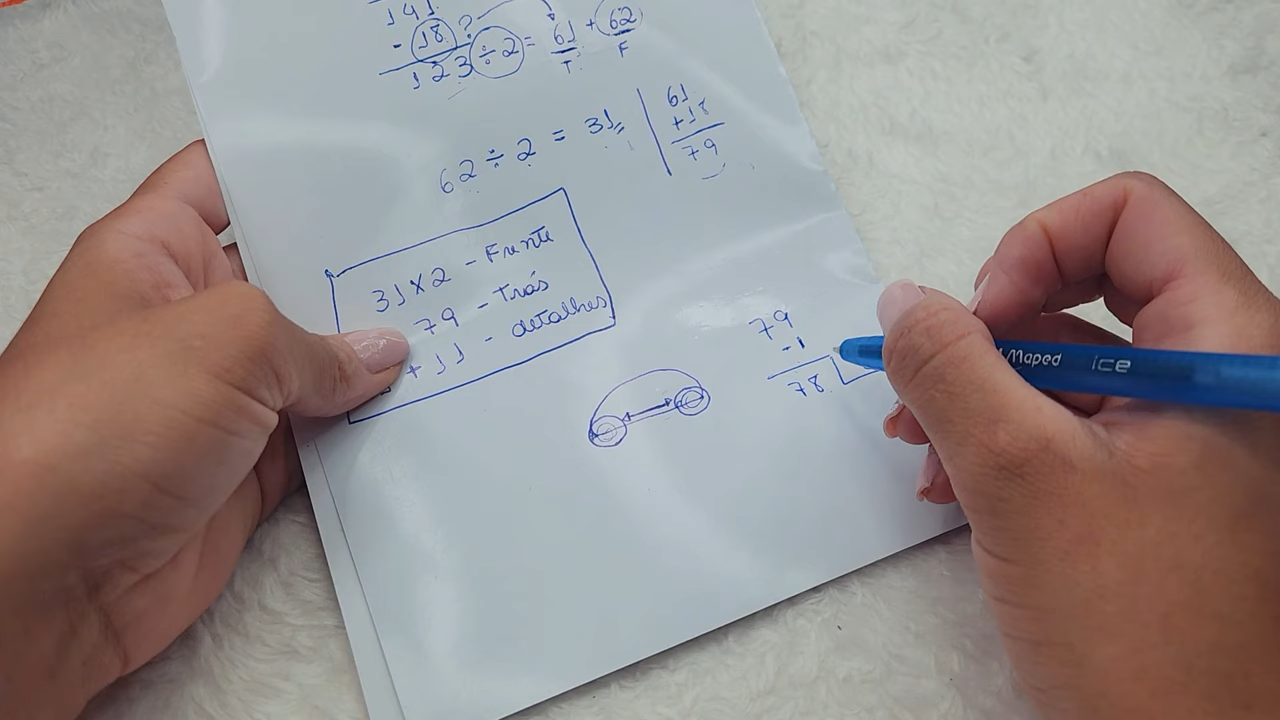 141
- 18 ?
123 ÷ 2 = 61 + 62
T F
62 ÷ 2 = 31
61
+18
79
31 x 2 - Frente
79 - Trás
+ 11 - detalhes
79
-1
78
Maped ice